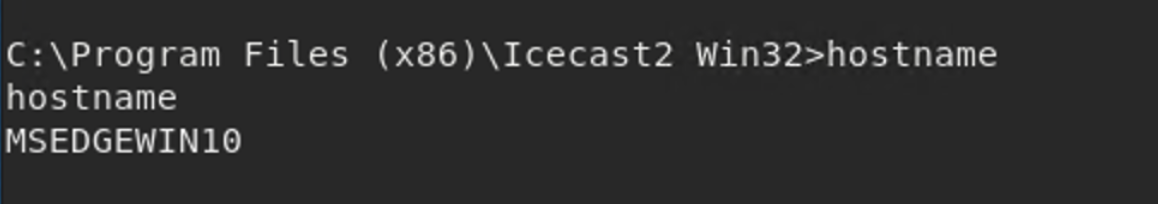 C:\Program Files (x86)\Icecast2 Win32>hostname
hostname
MSEDGEWIN10